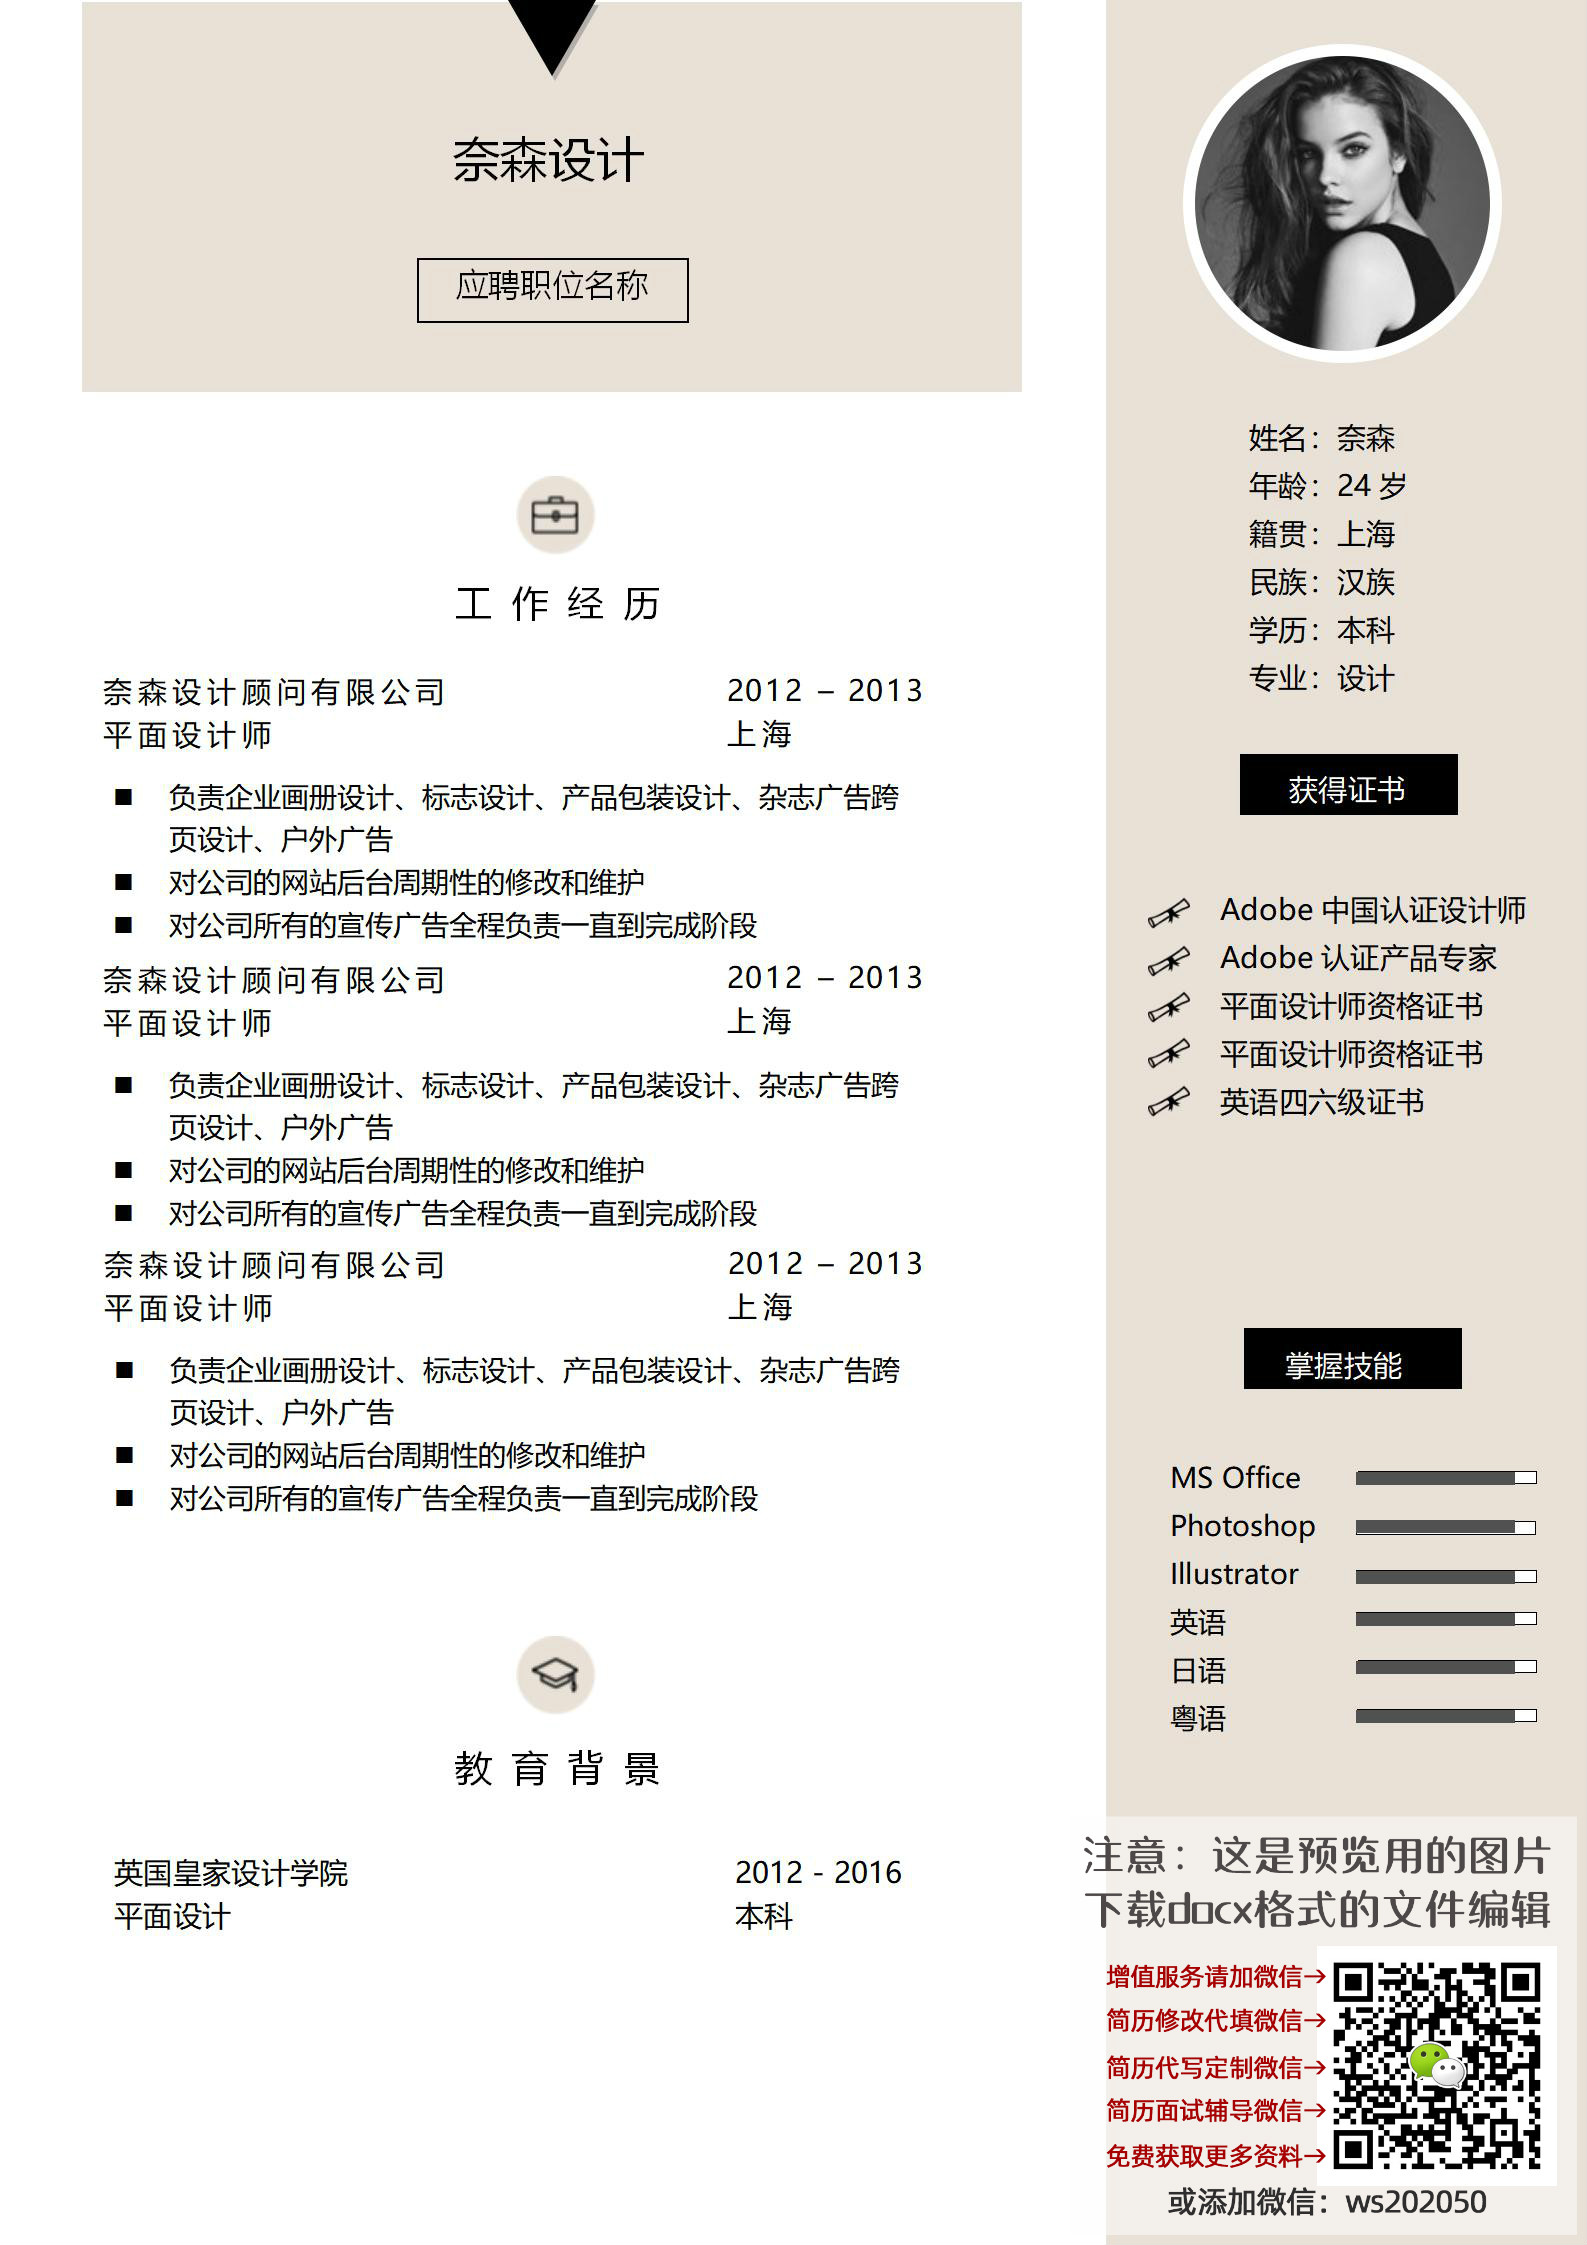 奈森设计
应聘职位名称
工作经历
奈森设计顾问有限公司 2012 – 2013
平面设计师 上海
■ 负责企业画册设计、标志设计、产品包装设计、杂志广告跨
页设计、户外广告
■ 对公司的网站后台周期性的修改和维护
■ 对公司所有的宣传广告全程负责一直到完成阶段
奈森设计顾问有限公司 2012 – 2013
平面设计师 上海
■ 负责企业画册设计、标志设计、产品包装设计、杂志广告跨
页设计、户外广告
■ 对公司的网站后台周期性的修改和维护
■ 对公司所有的宣传广告全程负责一直到完成阶段
奈森设计顾问有限公司 2012 – 2013
平面设计师 上海
■ 负责企业画册设计、标志设计、产品包装设计、杂志广告跨
页设计、户外广告
■ 对公司的网站后台周期性的修改和维护
■ 对公司所有的宣传广告全程负责一直到完成阶段
教育背景
英国皇家设计学院 2012 - 2016
平面设计 本科
姓名：奈森
年龄：24 岁
籍贯：上海
民族：汉族
学历：本科
专业：设计
获得证书
Adobe 中国认证设计师
Adobe 认证产品专家
平面设计师资格证书
平面设计师资格证书
英语四六级证书
掌握技能
MS Office
Photoshop
Illustrator
英语
日语
粤语
注意：这是预览用的图片
下载docx格式的文件编辑
增值服务请加微信→
简历修改代填微信→
简历代写定制微信→
简历面试辅导微信→
免费获取更多资料→
或添加微信：ws202050